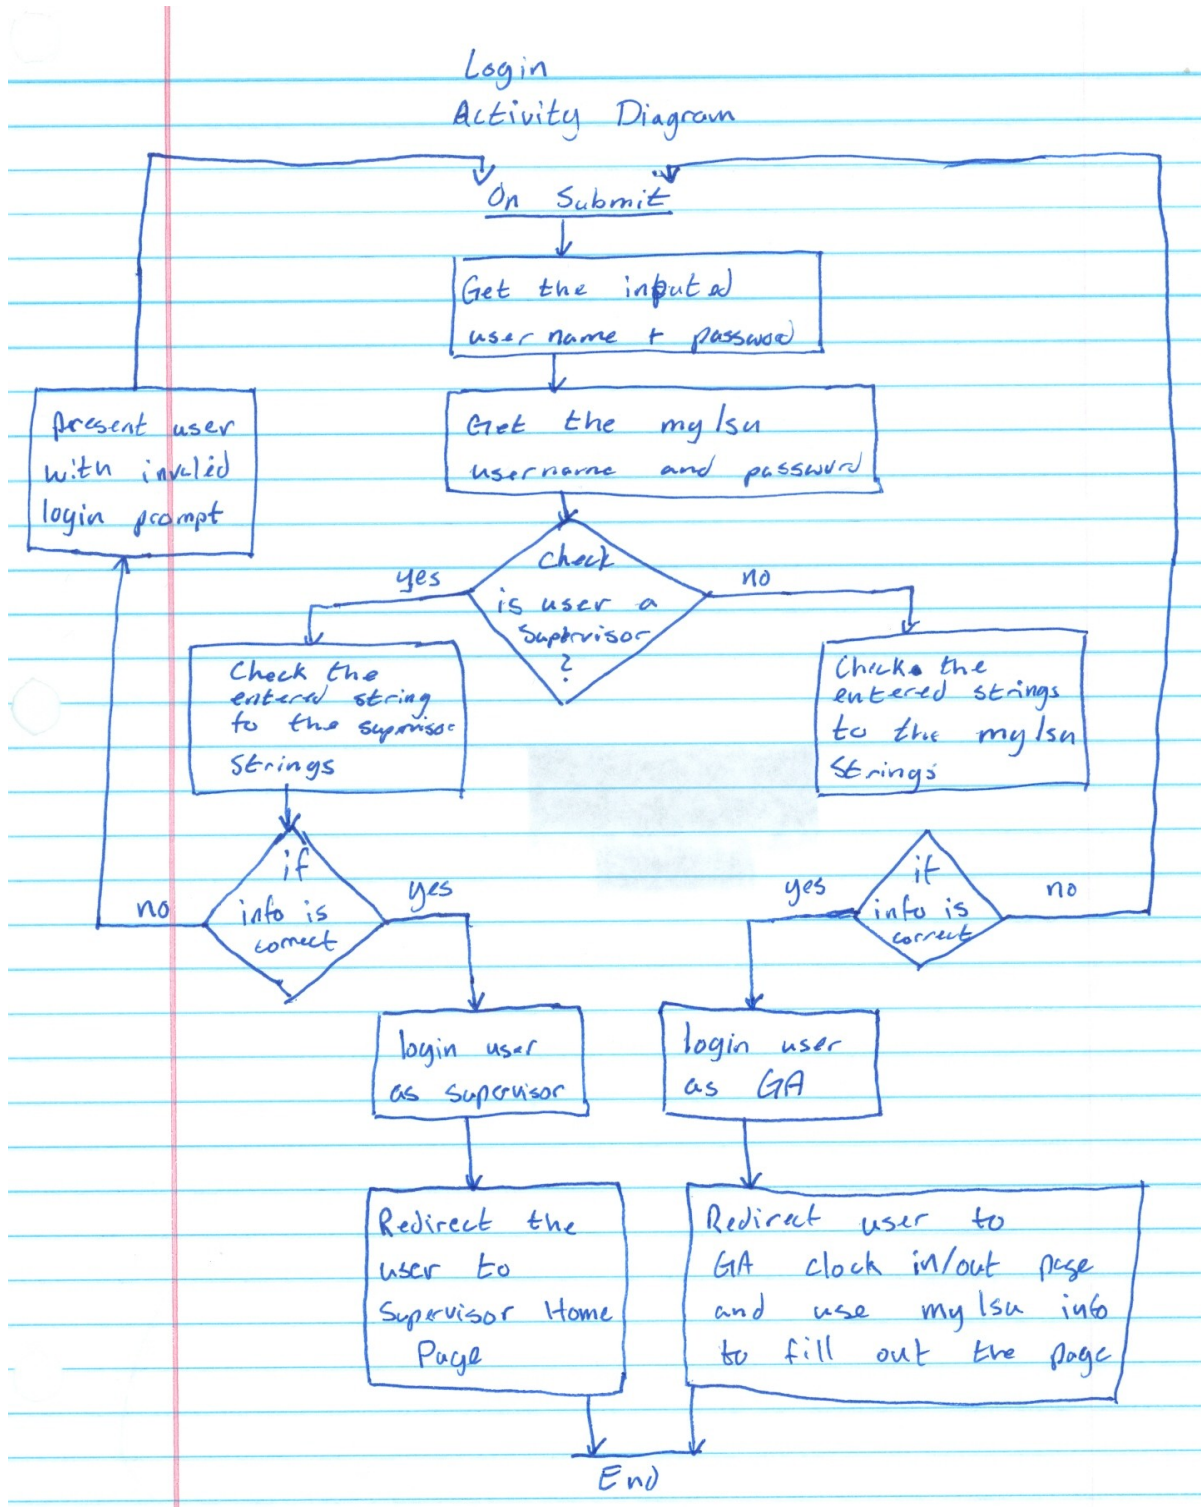 Login
Activity Diagram
On Submit
Get the inputed
username + password
Get the mylsu
username and password
Present user
with invalid
login prompt
Check
is user a
Supervisor
?
yes
no
Check the
entered string
to the supervisor
Strings
Check the
entered strings
to the mylsu
Strings
if
info is
correct
no
yes
if
info is
correct
yes
no
login user
as supervisor
login user
as GA
Redirect the
user to
Supervisor Home
Page
Redirect user to
GA clock in/out page
and use mylsu info
to fill out the page
End